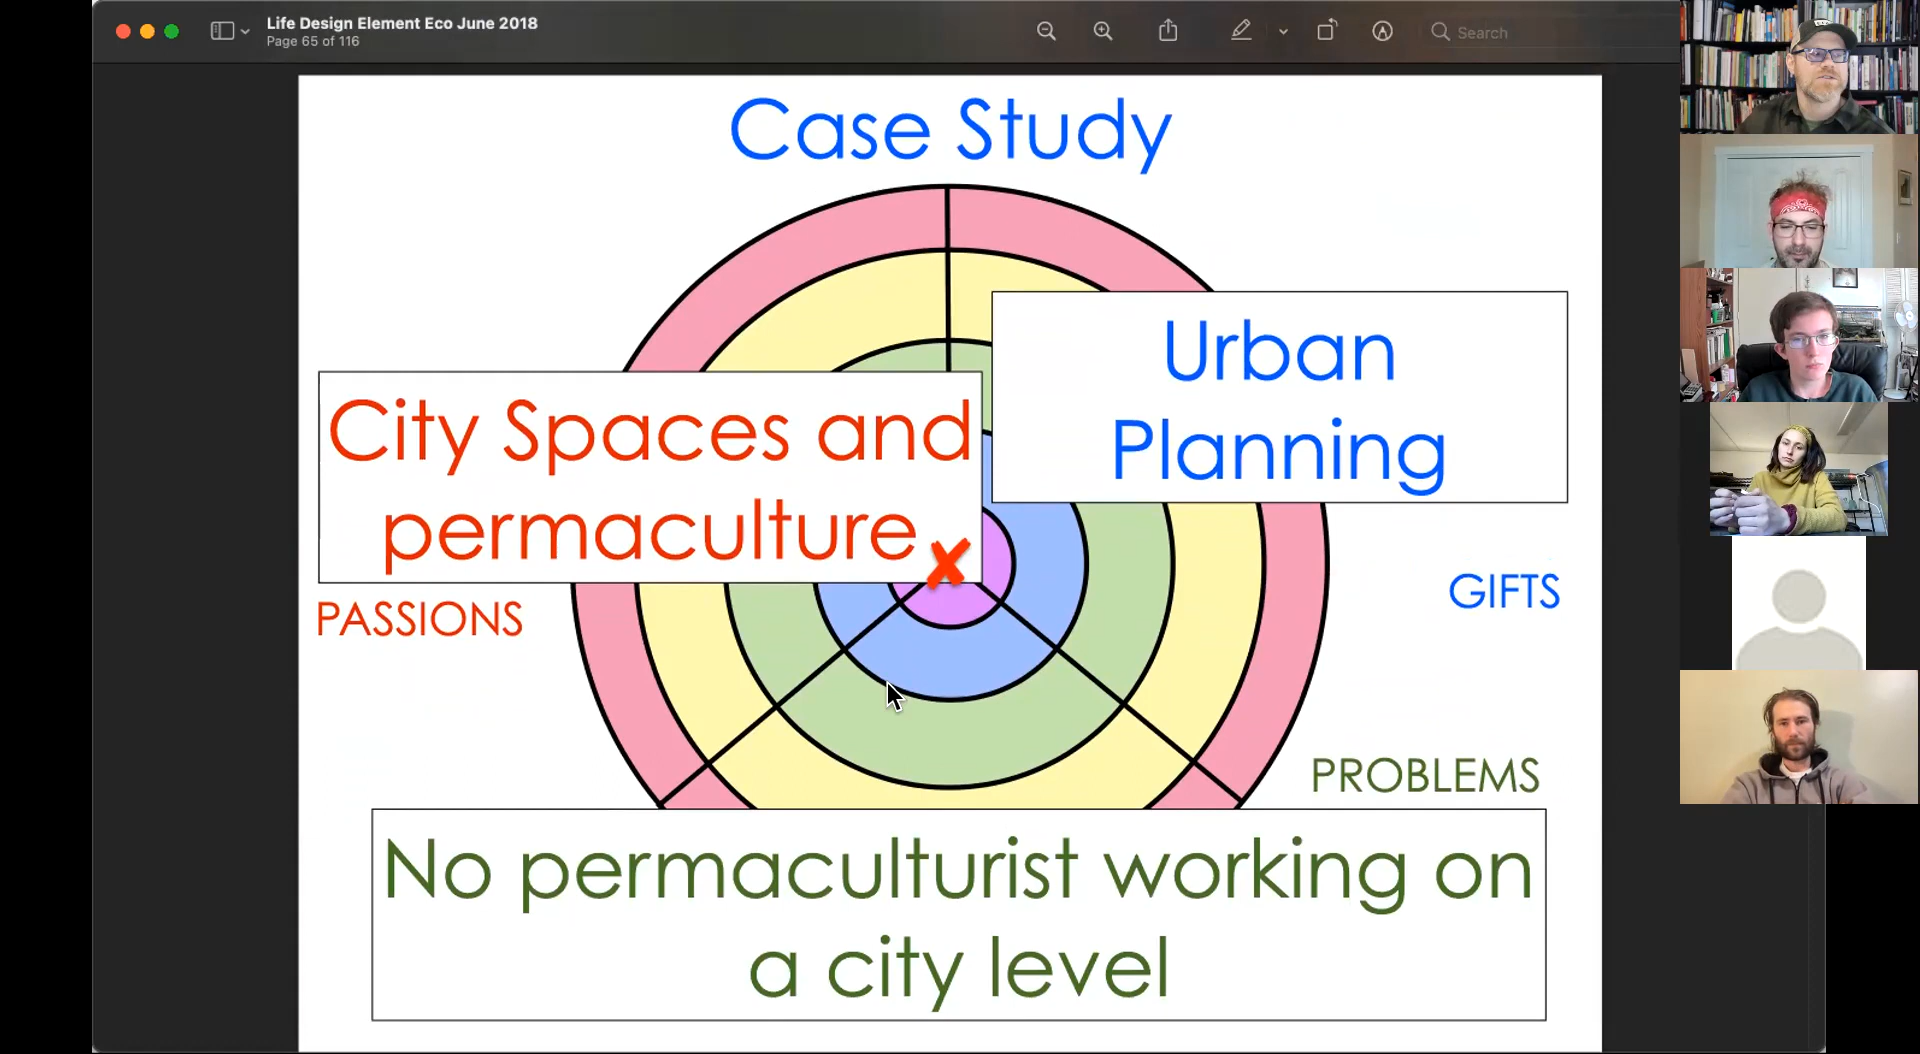 Life Design Element Eco June 2018
Page 65 of 116
Search
Case Study
Urban
Planning
City Spaces and
permaculture
PASSIONS
GIFTS
PROBLEMS
No permaculturist working on
a city level